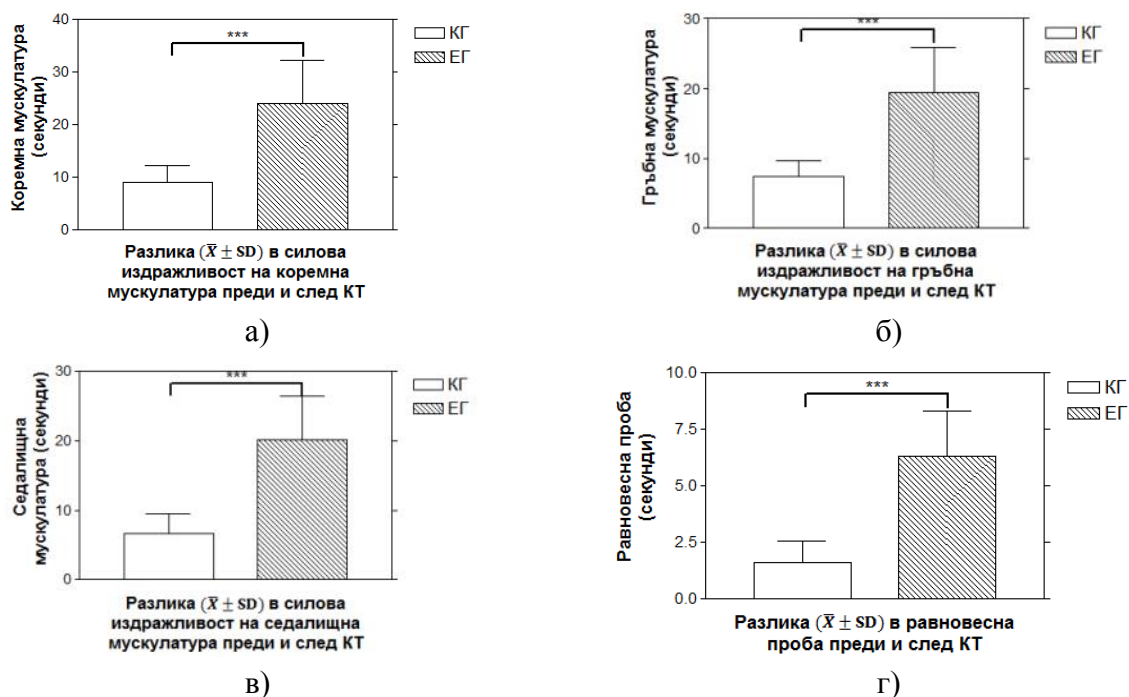 40
30
20
10
0
Коремна мускулатура
(секунди)
***
КГ
ЕГ
Разлика (X̄ ± SD) в силова
издражливост на коремна
мускулатура преди и след КТ
а)
30
20
10
0
Гръбна мускулатура
(секунди)
***
КГ
ЕГ
Разлика (X̄ ± SD) в силова
издражливост на гръбна
мускулатура преди и след КТ
б)
30
20
10
0
Седалищна
мускулатура (секунди)
***
КГ
ЕГ
Разлика (X̄ ± SD) в силова
издражливост на седалищна
мускулатура преди и след КТ
в)
10.0
7.5
5.0
2.5
0.0
Равновесна проба
(секунди)
***
КГ
ЕГ
Разлика (X̄ ± SD) в равновесна
проба преди и след КТ
г)